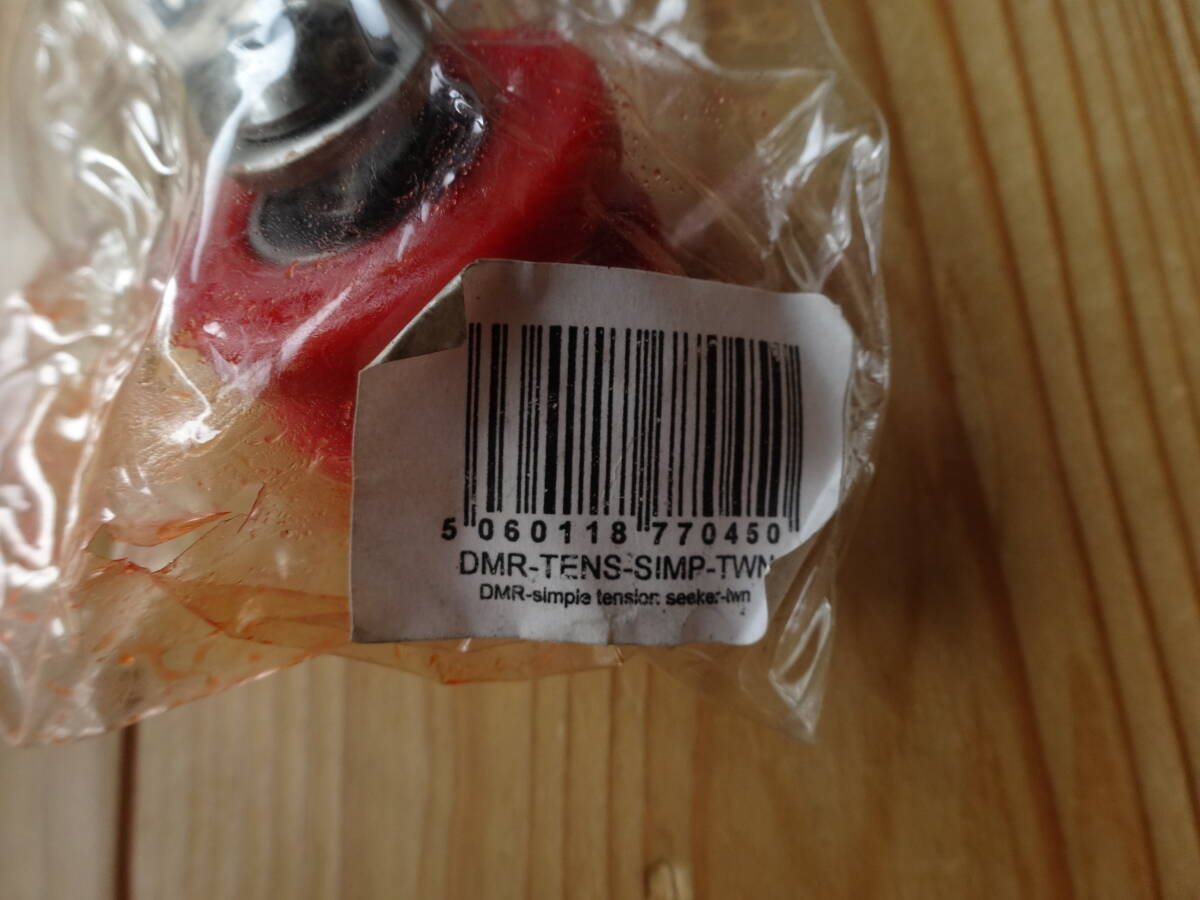 5 060118 770450
DMR-TENS-SIMP-TWN
DMR-simple tension seeker-twn